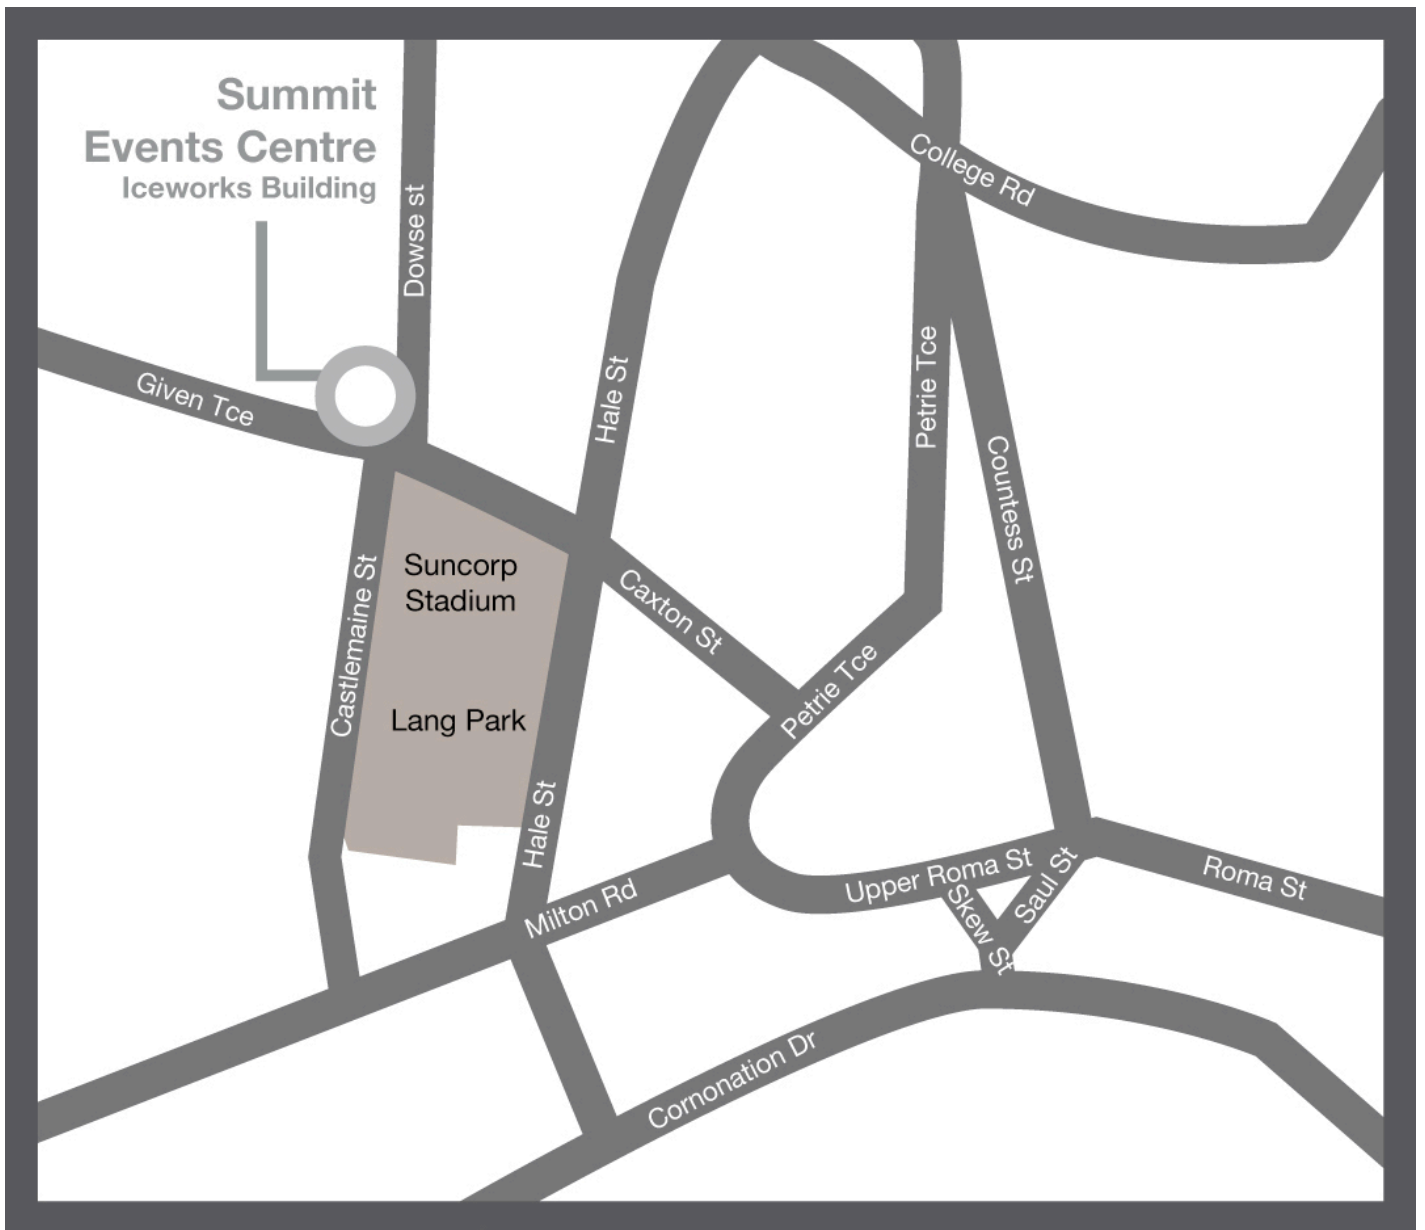 Summit
Events Centre
Iceworks Building
Dowse st
College Rd
Given Tce
Hale St
Petrie Tce
Countess St
Suncorp
Stadium
Caxton St
Castlemaine St
Petrie Tce
Lang Park
Hale St
Milton Rd
Upper Roma St
Saul St
Roma St
Skew St
Cornonation Dr